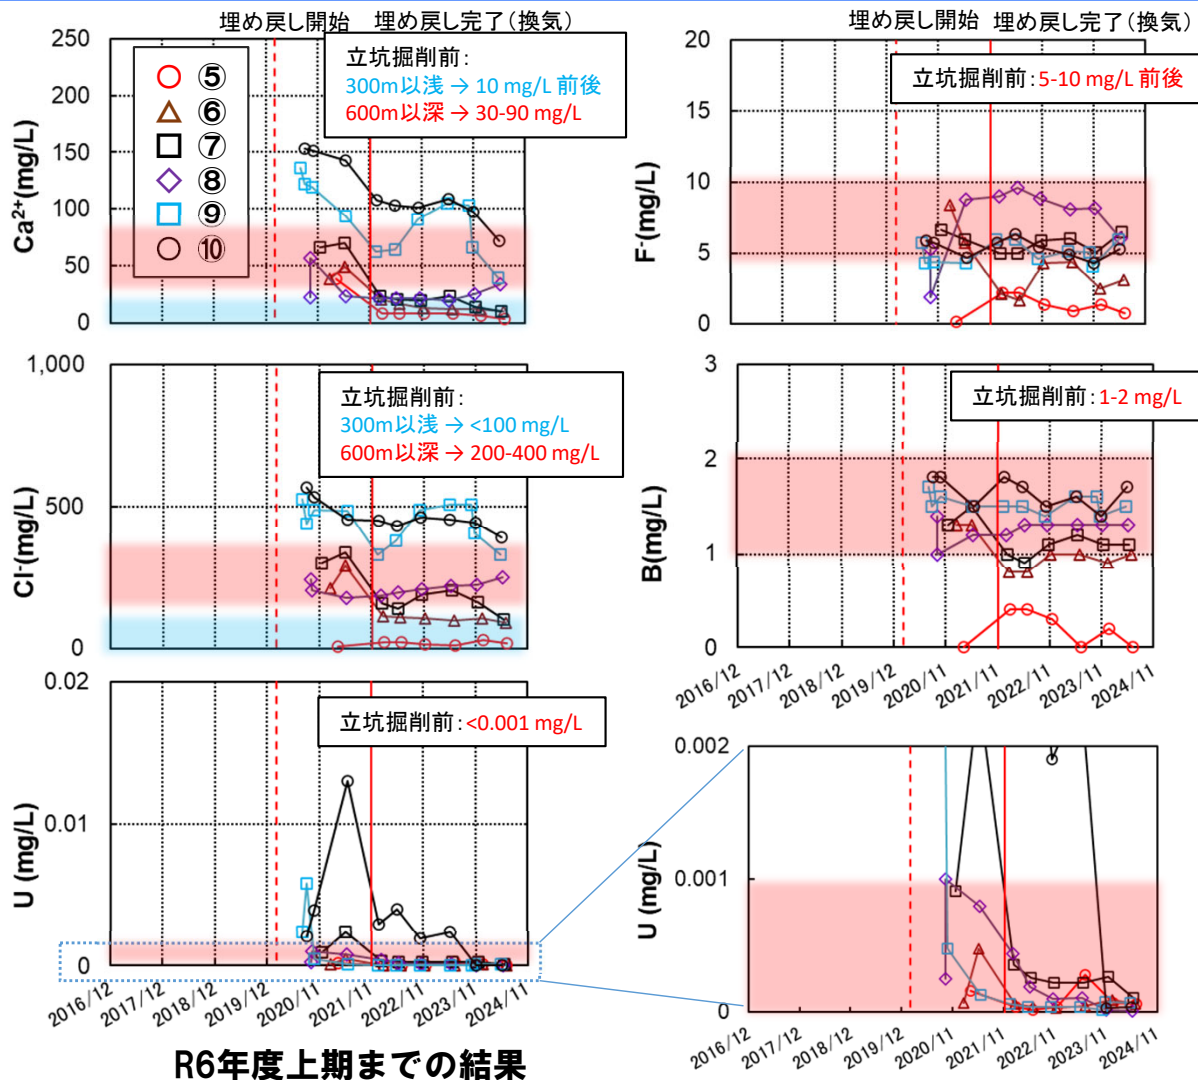 埋め戻し開始 埋め戻し完了(換気)
250
200
150
100
50
0
Ca²⁺(mg/L)
⑤
⑥
⑦
⑧
⑨
⑩
立坑掘削前:
300m以浅 → 10 mg/L 前後
600m以深 → 30-90 mg/L
埋め戻し開始 埋め戻し完了(換気)
20
15
10
5
0
F⁻(mg/L)
立坑掘削前:5-10 mg/L 前後
1,000
500
0
Cl⁻(mg/L)
立坑掘削前:
300m以浅 → <100 mg/L
600m以深 → 200-400 mg/L
3
2
1
0
B(mg/L)
立坑掘削前:1-2 mg/L
2016/12 2017/12 2018/12 2019/12 2020/11 2021/11 2022/11 2023/11 2024/11
0.02
0.01
0
U (mg/L)
立坑掘削前:<0.001 mg/L
2016/12 2017/12 2018/12 2019/12 2020/11 2021/11 2022/11 2023/11 2024/11
0.002
0.001
0
U (mg/L)
2016/12 2017/12 2018/12 2019/12 2020/11 2021/11 2022/11 2023/11 2024/11
R6年度上期までの結果